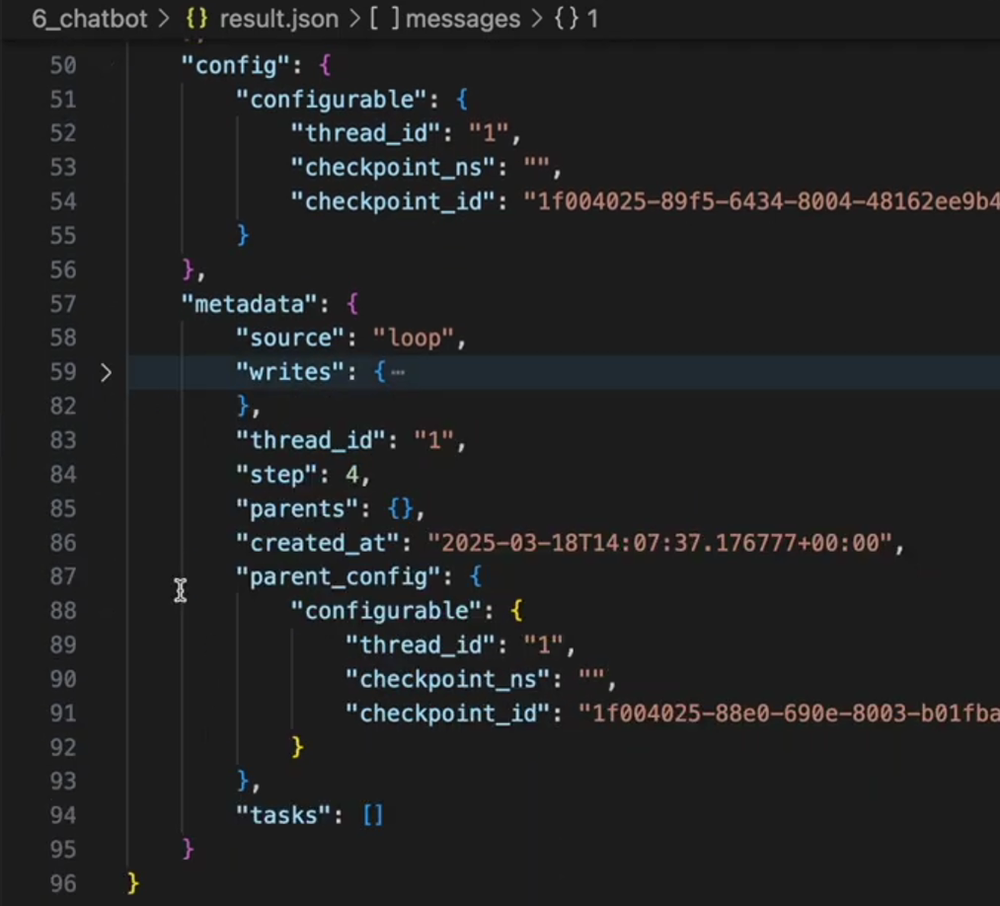 6_chatbot > {} result.json > [ ] messages > {} 1
50 "config": {
51 "configurable": {
52 "thread_id": "1",
53 "checkpoint_ns": "",
54 "checkpoint_id": "1f004025-89f5-6434-8004-48162ee9b4
55 }
56 },
57 "metadata": {
58 "source": "loop",
59 > "writes": { ⋯
82 },
83 "thread_id": "1",
84 "step": 4,
85 "parents": {},
86 "created_at": "2025-03-18T14:07:37.176777+00:00",
87 "parent_config": {
88 "configurable": {
89 "thread_id": "1",
90 "checkpoint_ns": "",
91 "checkpoint_id": "1f004025-88e0-690e-8003-b01fba
92 }
93 },
94 "tasks": []
95 }
96 }